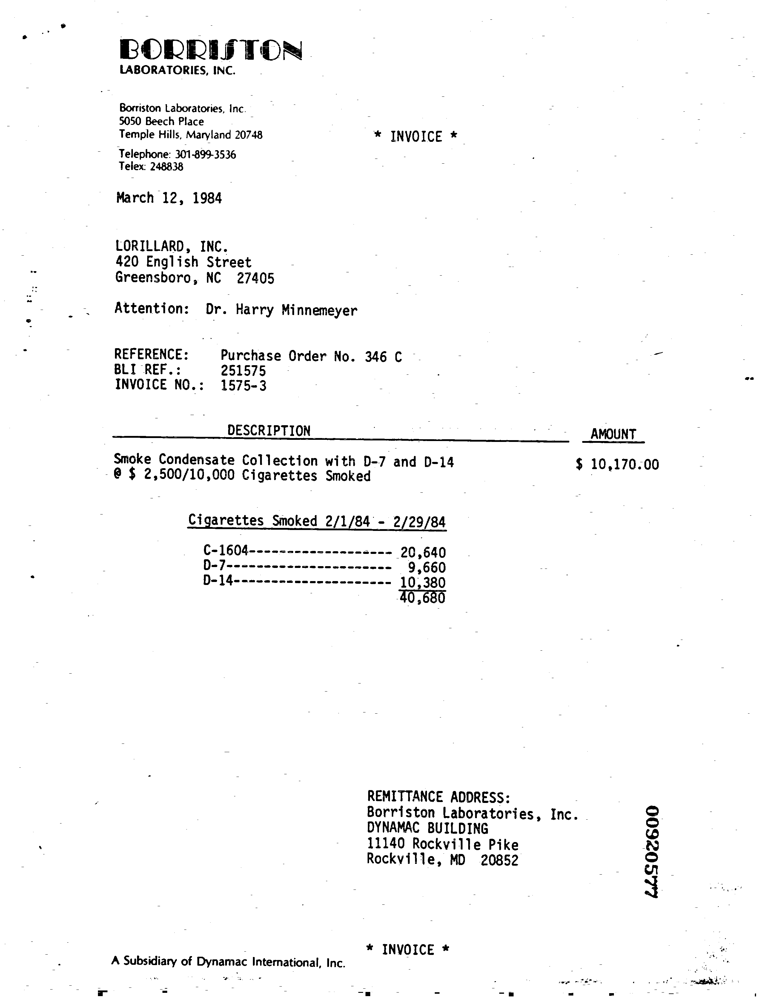 BORRISTON
LABORATORIES, INC.
Borriston Laboratories, Inc.
5050 Beech Place
Temple Hills, Maryland 20748
* INVOICE *
Telephone: 301-899-3536
Telex: 248838
March 12, 1984
LORILLARD, INC.
420 English Street
Greensboro, NC 27405
Attention: Dr. Harry Minnemeyer
REFERENCE: Purchase Order No. 346 C
BLI REF.: 251575
INVOICE NO.: 1575-3
DESCRIPTION AMOUNT
Smoke Condensate Collection with D-7 and D-14 $ 10,170.00
@ $ 2,500/10,000 Cigarettes Smoked
Cigarettes Smoked 2/1/84 - 2/29/84
C-1604------------------- 20,640
D-7---------------------- 9,660
D-14--------------------- 10,380
40,680
REMITTANCE ADDRESS:
Borriston Laboratories, Inc.
DYNAMAC BUILDING
11140 Rockville Pike
Rockville, MD 20852
00920577
* INVOICE *
A Subsidiary of Dynamac International, Inc.